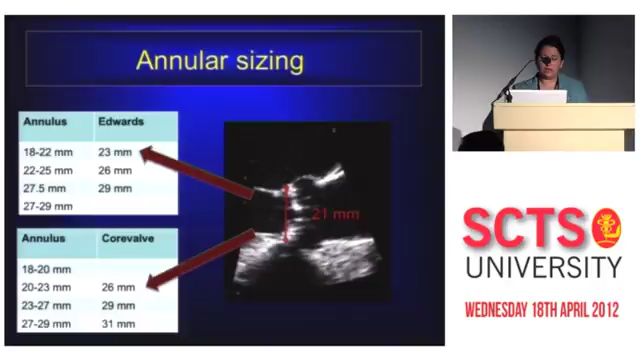 Annular sizing
Annulus Edwards
18-22 mm 23 mm
22-25 mm 26 mm
27.5 mm 29 mm
27-29 mm
21 mm
Annulus Corevalve
18-20 mm
20-23 mm 26 mm
23-27 mm 29 mm
27-29 mm 31 mm
SCTS
UNIVERSITY
WEDNESDAY 18TH APRIL 2012